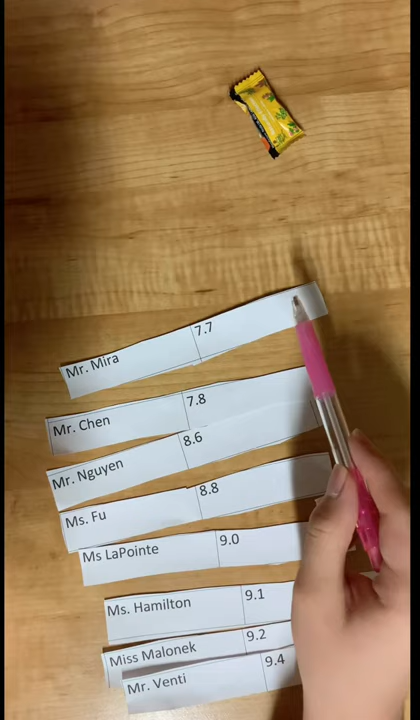 Mr. Mira 7.7
Mr. Chen 7.8
Mr. Nguyen 8.6
Ms. Fu 8.8
Ms LaPointe 9.0
Ms. Hamilton 9.1
Miss Malonek 9.2
Mr. Venti 9.4